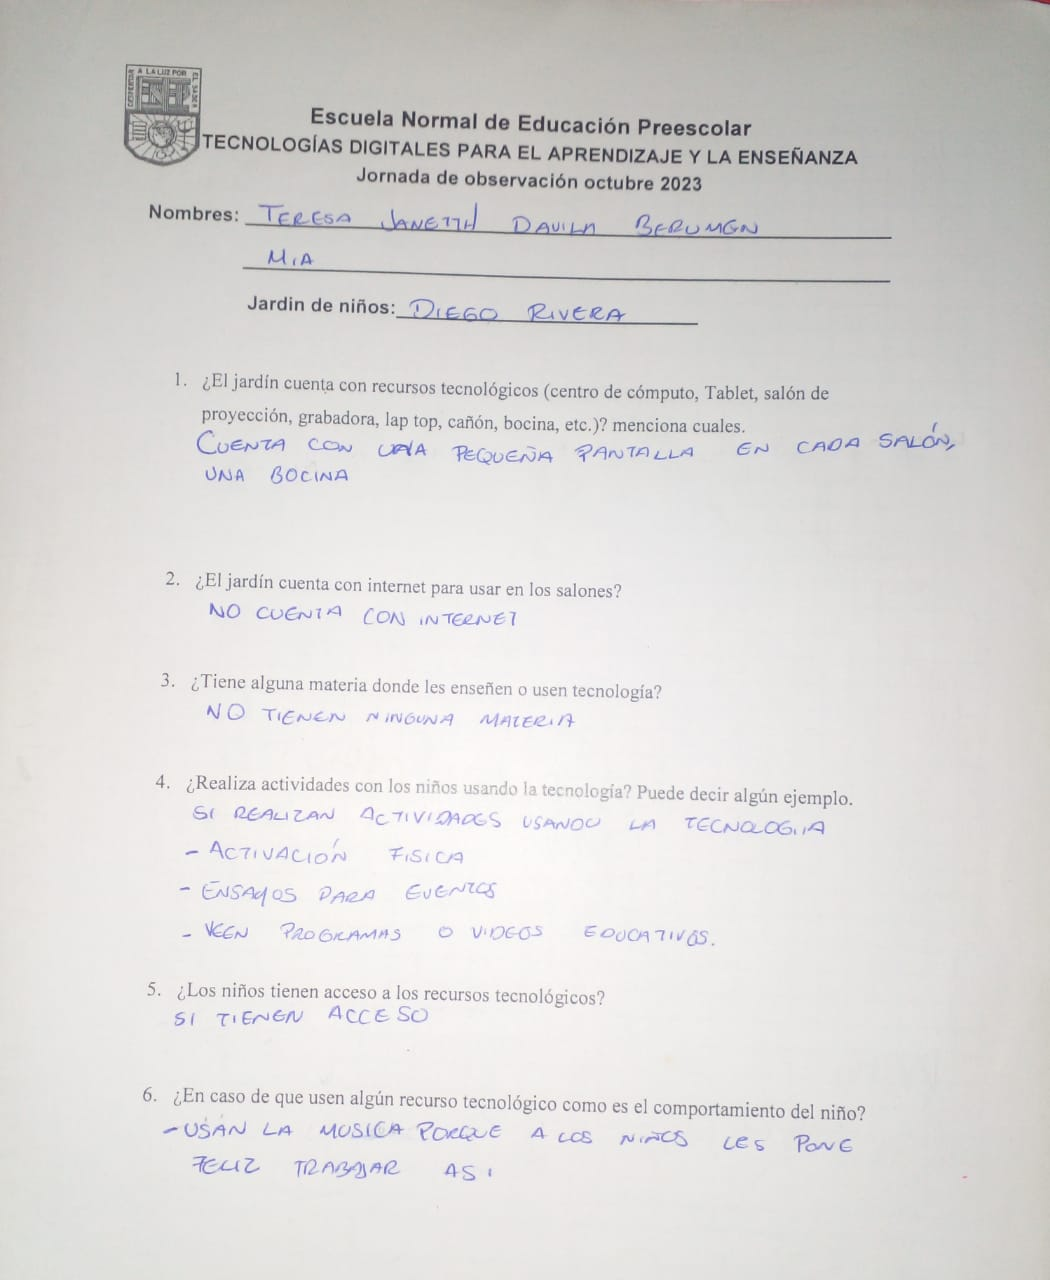 DESPERTAR A LA LUZ POR EL SABER
ENEP
Escuela Normal de Educación Preescolar
TECNOLOGÍAS DIGITALES PARA EL APRENDIZAJE Y LA ENSEÑANZA
Jornada de observación octubre 2023
Nombres: TERESA JANETTH DAVILA BERUMEN
MIA
Jardin de niños: DIEGO RIVERA
1. ¿El jardín cuenta con recursos tecnológicos (centro de cómputo, Tablet, salón de
proyección, grabadora, lap top, cañón, bocina, etc.)? menciona cuales.
CUENTA CON UNA PEQUEÑA PANTALLA EN CADA SALÓN,
UNA BOCINA
2. ¿El jardín cuenta con internet para usar en los salones?
NO CUENTA CON INTERNET
3. ¿Tiene alguna materia donde les enseñen o usen tecnología?
NO TIENEN NINGUNA MATERIA
4. ¿Realiza actividades con los niños usando la tecnología? Puede decir algún ejemplo.
SI REALIZAN ACTIVIDADES USANDO LA TECNOLOGIA
- ACTIVACIÓN FISICA
- ENSAYOS PARA EVENTOS
- VEEN PROGRAMAS O VIDEOS EDUCATIVOS.
5. ¿Los niños tienen acceso a los recursos tecnológicos?
SI TIENEN ACCESO
6. ¿En caso de que usen algún recurso tecnológico como es el comportamiento del niño?
- USAN LA MUSICA PORQUE A LOS NIÑOS LES PONE
FELIZ TRABAJAR ASI